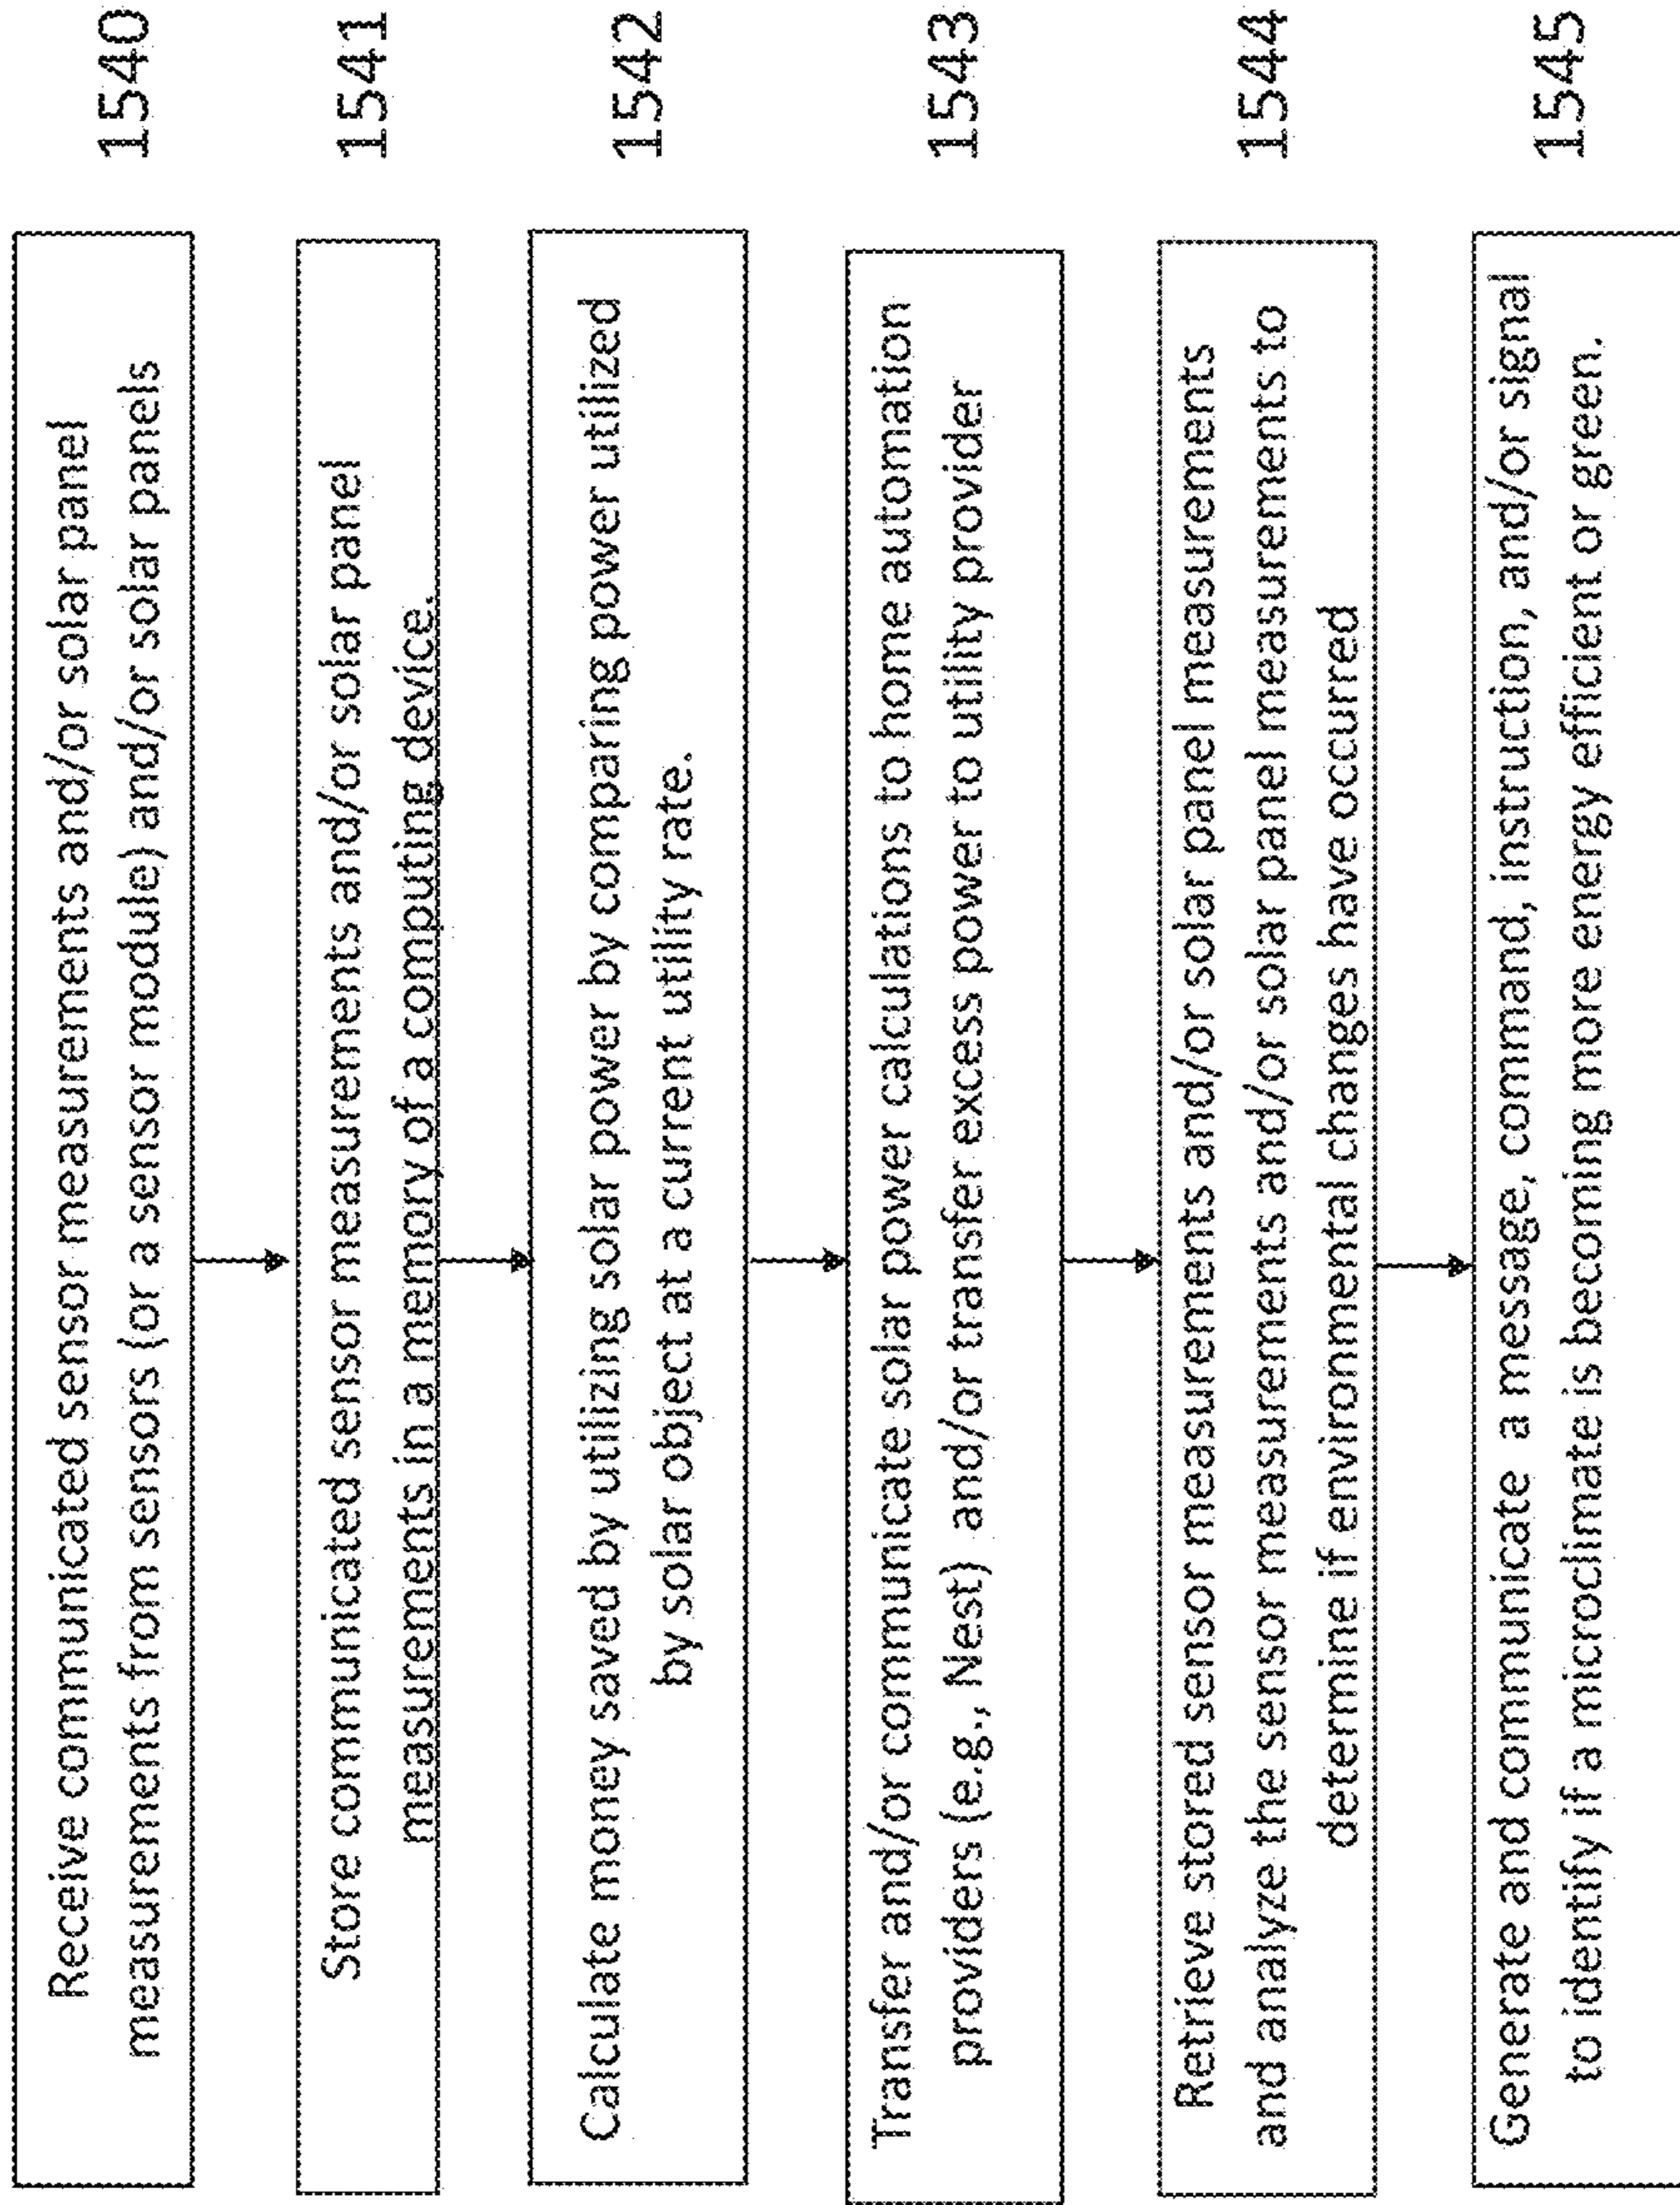 Receive communicated sensor measurements and/or solar panel
measurements from sensors (or a sensor module) and/or solar panels
1540
Store communicated sensor measurements and/or solar panel
measurements in a memory of a computing device.
1541
Calculate money saved by utilizing solar power by comparing power utilized
by solar object at a current utility rate.
1542
Transfer and/or communicate solar power calculations to home automation
providers (e.g., Nest) and/or transfer excess power to utility provider
1543
Retrieve stored sensor measurements and/or solar panel measurements
and analyze the sensor measurements and/or solar panel measurements to
determine if environmental changes have occurred
1544
Generate and communicate a message, command, instruction, and/or signal
to identify if a microclimate is becoming more energy efficient or green.
1545